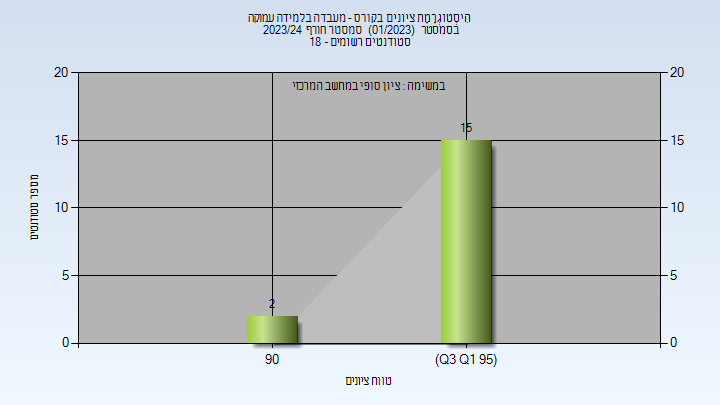 הִיסְטוֹגְרַמַּת ציונים בקורס - מעבדה בלמידה עמוקה
בסמסטר (01/2023) סמסטר חורף 2023/24
סטודנטים רשומים - 18
במשימה : ציון סופי במחשב המרכזי
מספר סטודנטים
20 20
15 15
10 10
5 5
0 0
2
15
90
(Q3 Q1 95)
טווח ציונים